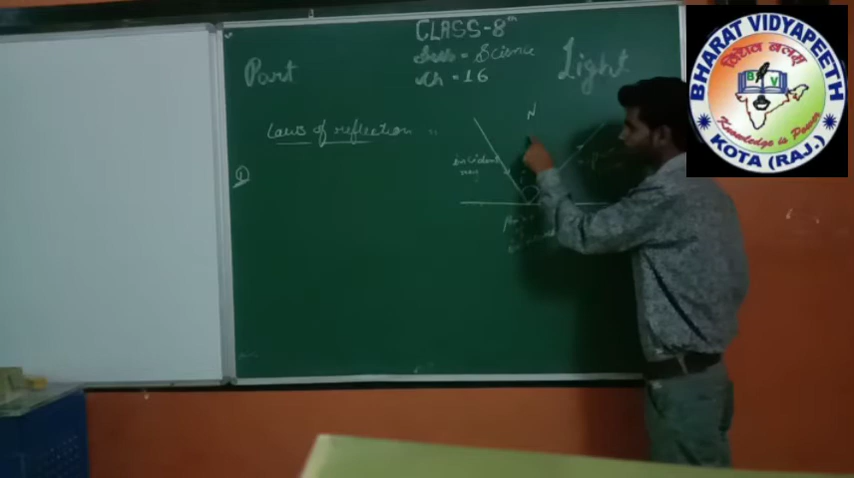 CLASS-8th
Sub = Science
Ch = 16
Part
Light
Laws of reflection :-
①
N
incident
ray
BHARAT VIDYAPEETH
B V
Knowledge is Power
KOTA (RAJ.)